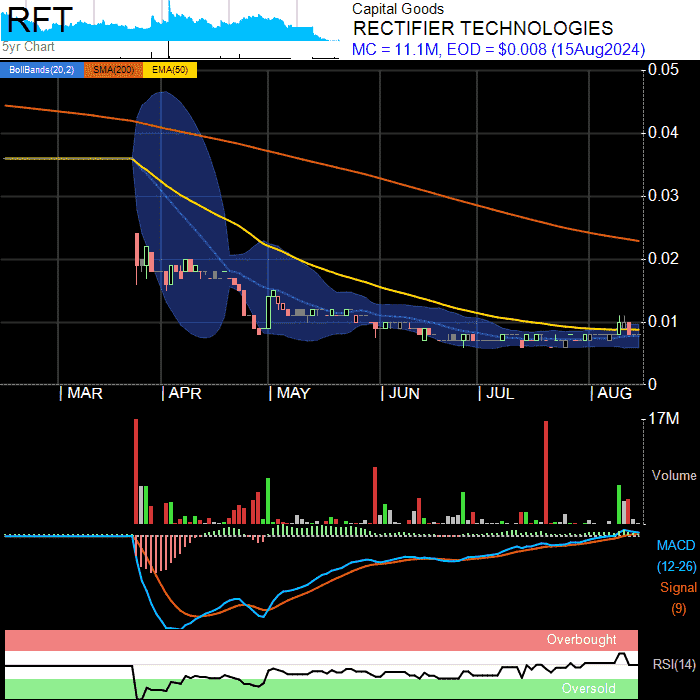 RFT
5yr Chart
Capital Goods
RECTIFIER TECHNOLOGIES
MC = 11.1M, EOD = $0.008 (15Aug2024)
BollBands(20,2) SMA(200) EMA(50)
0.05
0.04
0.03
0.02
0.01
0
MAR APR MAY JUN JUL AUG
17M
Volume
MACD
(12-26)
Signal
(9)
Overbought
RSI(14)
Oversold